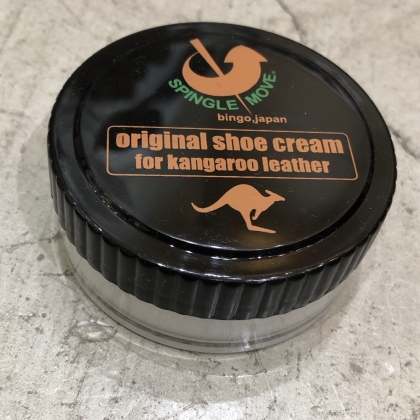 SPINGLE MOVE.
bingo,japan
original shoe cream
for kangaroo leather